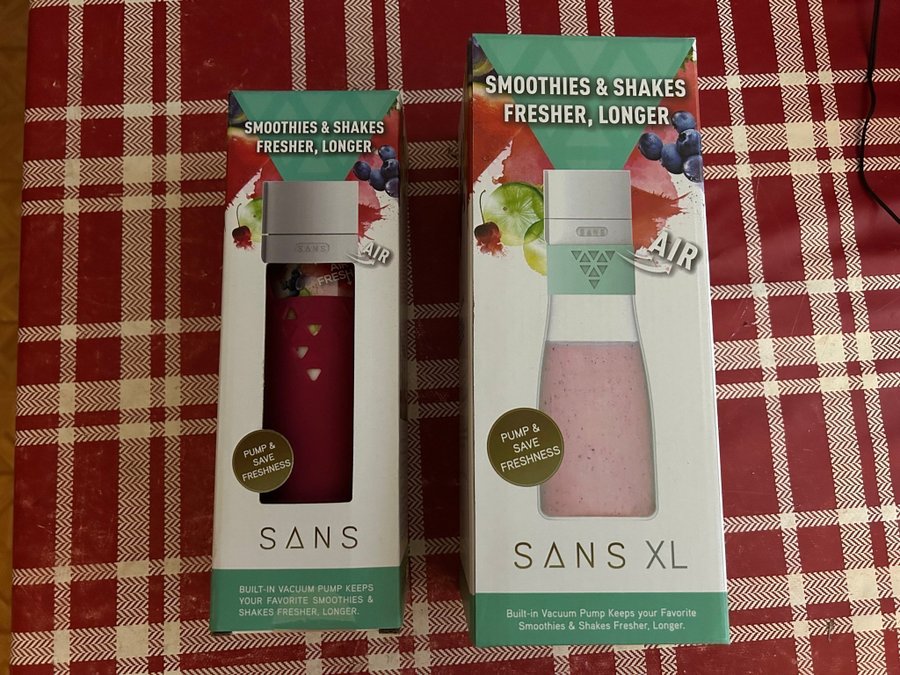 SMOOTHIES & SHAKES
FRESHER, LONGER
SANS
AIR
AIR
FRESH
PUMP &
SAVE
FRESHNESS
SANS
BUILT-IN VACUUM PUMP KEEPS
YOUR FAVORITE SMOOTHIES &
SHAKES FRESHER, LONGER.
SMOOTHIES & SHAKES
FRESHER, LONGER
SANS
AIR
PUMP &
SAVE
FRESHNESS
SANS XL
Built-in Vacuum Pump Keeps your Favorite
Smoothies & Shakes Fresher, Longer.